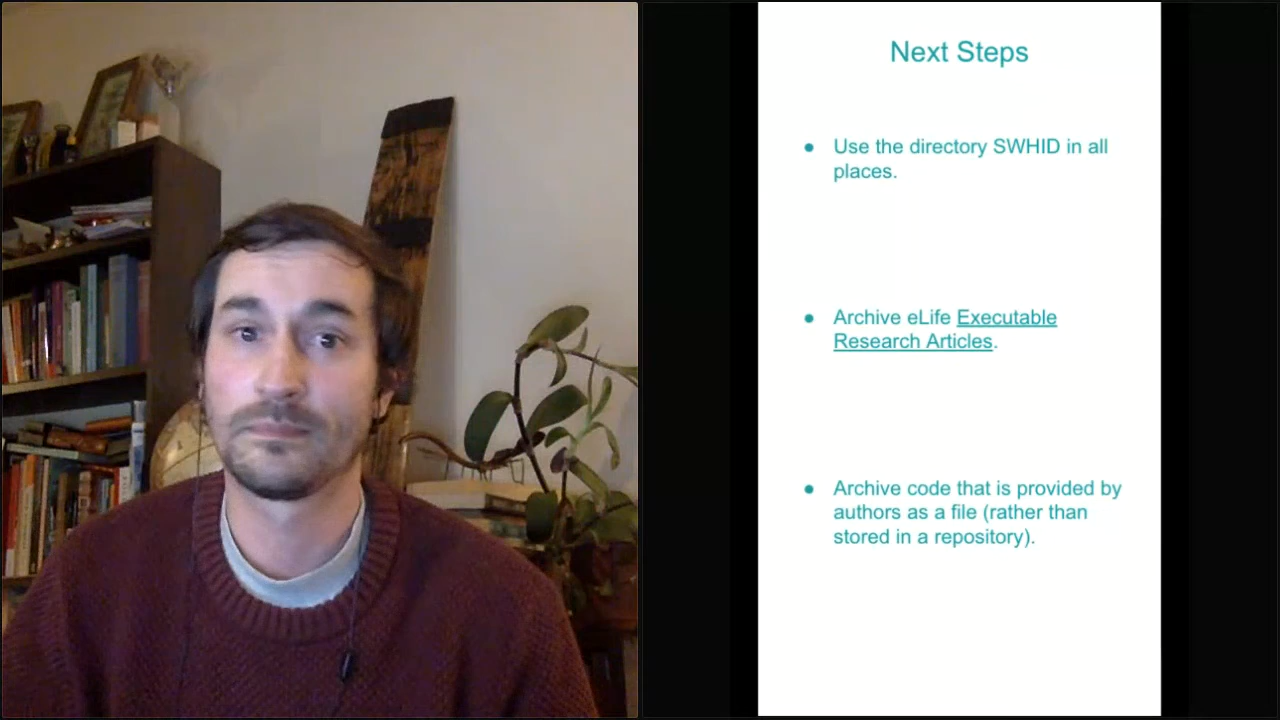 Next Steps
● Use the directory SWHID in all
places.
● Archive eLife Executable
Research Articles.
● Archive code that is provided by
authors as a file (rather than
stored in a repository).